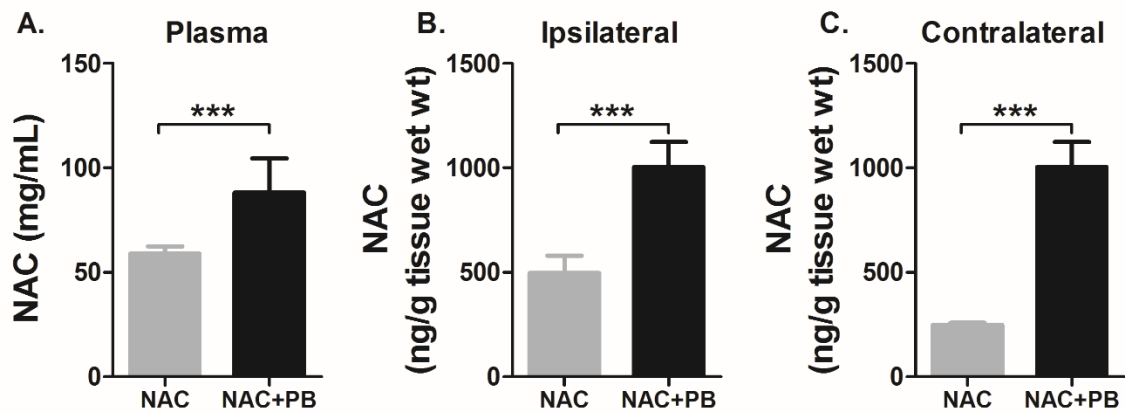 A.
Plasma
NAC (mg/mL)
150
100
50
0
***
NAC
NAC+PB
B.
Ipsilateral
NAC
(ng/g tissue wet wt)
1500
1000
500
0
***
NAC
NAC+PB
C.
Contralateral
NAC
(ng/g tissue wet wt)
1500
1000
500
0
***
NAC
NAC+PB